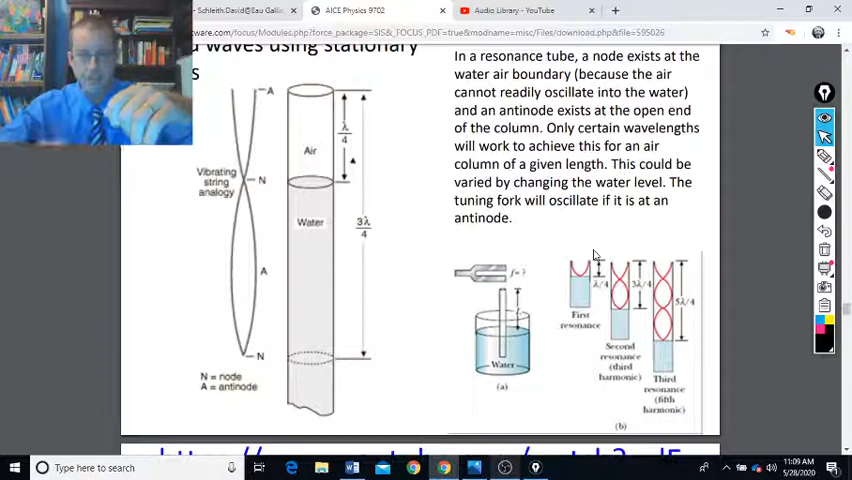 Schleith.David@Eau Galli
AICE Physics 9702
Audio Library - YouTube
.us/focus/Modules.php?force_package=SIS&_FOCUS_PDF=true&modname=misc/Files/download.php&file=595026
waves using stationary
s
A
λ
4
Air
Vibrating
string
analogy
N
Water
3λ
4
A
N
N = node
A = antinode
In a resonance tube, a node exists at the
water air boundary (because the air
cannot readily oscillate into the water)
and an antinode exists at the open end
of the column. Only certain wavelengths
will work to achieve this for an air
column of a given length. This could be
varied by changing the water level. The
tuning fork will oscillate if it is at an
antinode.
f= ?
Water
(a)
λ/4
3λ/4
5λ/4
First
resonance
Second
resonance
(third
harmonic)
Third
resonance
(fifth
harmonic)
(b)
Type here to search
11:09 AM
5/28/2020